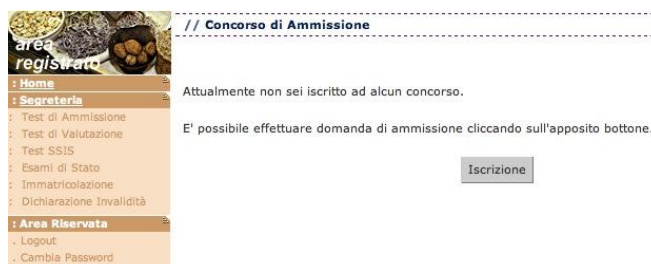 area
registrato
: Home
: Segreteria
: Test di Ammissione
: Test di Valutazione
: Test SSIS
: Esami di Stato
: Immatricolazione
: Dichiarazione Invalidità
: Area Riservata
. Logout
. Cambia Password
// Concorso di Ammissione
Attualmente non sei iscritto ad alcun concorso.
E' possibile effettuare domanda di ammissione cliccando sull'apposito bottone.
Iscrizione